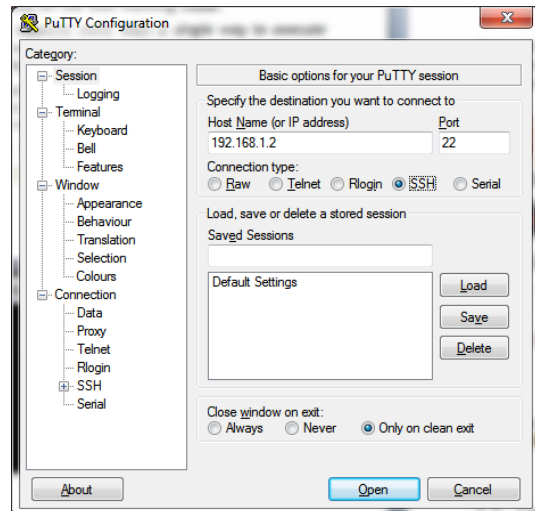 PuTTY Configuration
Category:
Session
Logging
Terminal
Keyboard
Bell
Features
Window
Appearance
Behaviour
Translation
Selection
Colours
Connection
Data
Proxy
Telnet
Rlogin
SSH
Serial
Basic options for your PuTTY session
Specify the destination you want to connect to
Host Name (or IP address) Port
192.168.1.2 22
Connection type:
Raw Telnet Rlogin SSH Serial
Load, save or delete a stored session
Saved Sessions
Default Settings
Load
Save
Delete
Close window on exit:
Always Never Only on clean exit
About Open Cancel